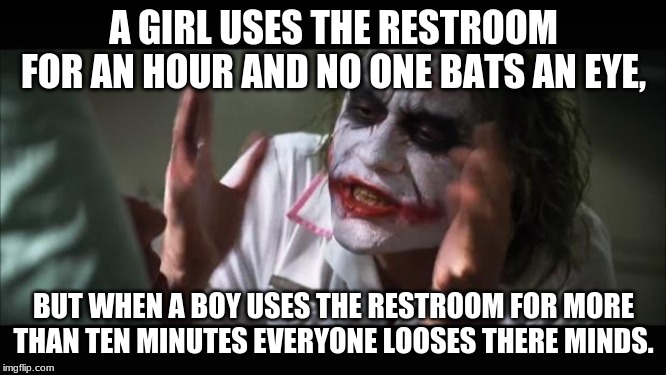 A GIRL USES THE RESTROOM
FOR AN HOUR AND NO ONE BATS AN EYE,
BUT WHEN A BOY USES THE RESTROOM FOR MORE
THAN TEN MINUTES EVERYONE LOOSES THERE MINDS.
imgflip.com